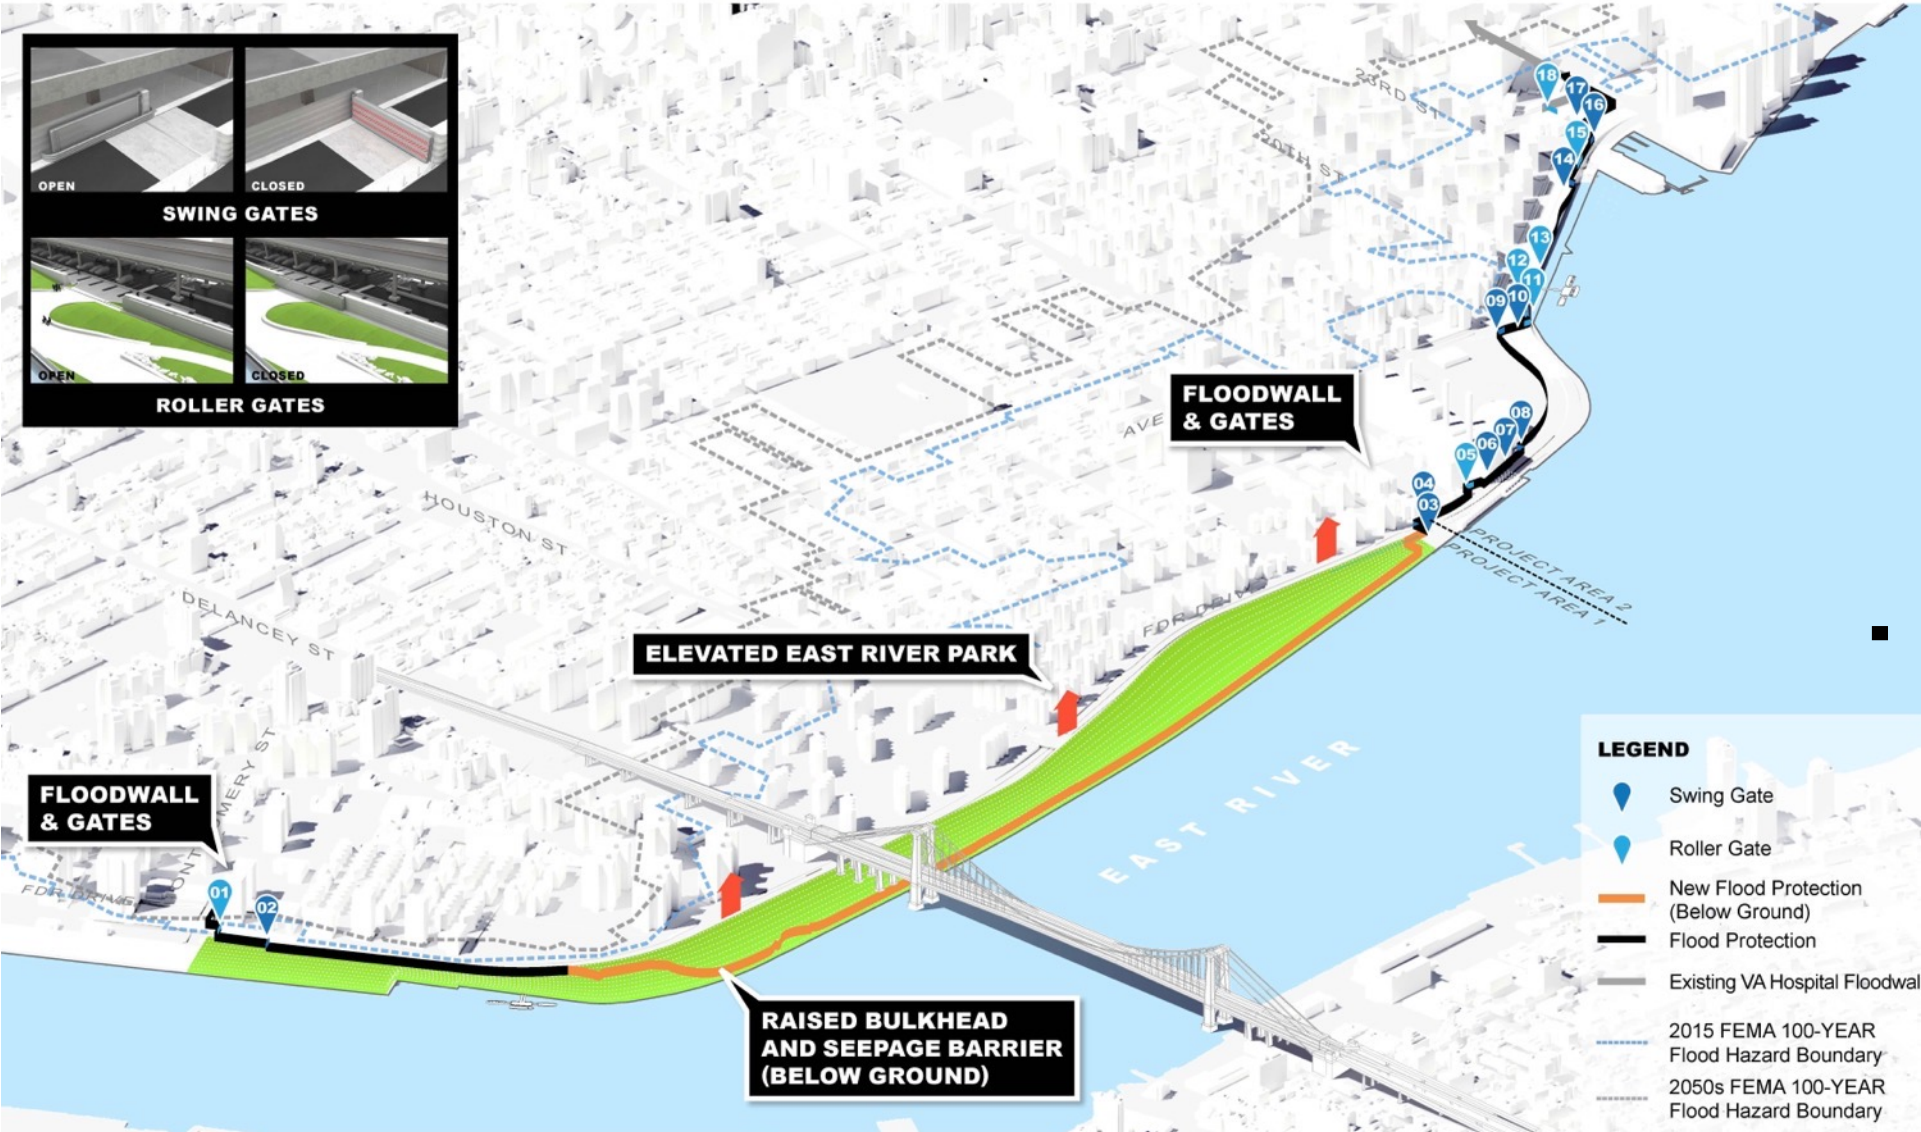 OPEN
CLOSED
SWING GATES
OPEN
CLOSED
ROLLER GATES
23RD ST
20TH ST
18
17
16
15
14
13
12
11
10
09
FLOODWALL
& GATES
AVE
08
07
06
05
04
03
PROJECT AREA 2
PROJECT AREA 1
HOUSTON ST
DELANCEY ST
FDR DRIVE
ELEVATED EAST RIVER PARK
EAST RIVER
FLOODWALL
& GATES
ONT
MERY ST
FDR DRIVE
01
02
RAISED BULKHEAD
AND SEEPAGE BARRIER
(BELOW GROUND)
LEGEND
Swing Gate
Roller Gate
New Flood Protection
(Below Ground)
Flood Protection
Existing VA Hospital Floodwal
2015 FEMA 100-YEAR
Flood Hazard Boundary
2050s FEMA 100-YEAR
Flood Hazard Boundary